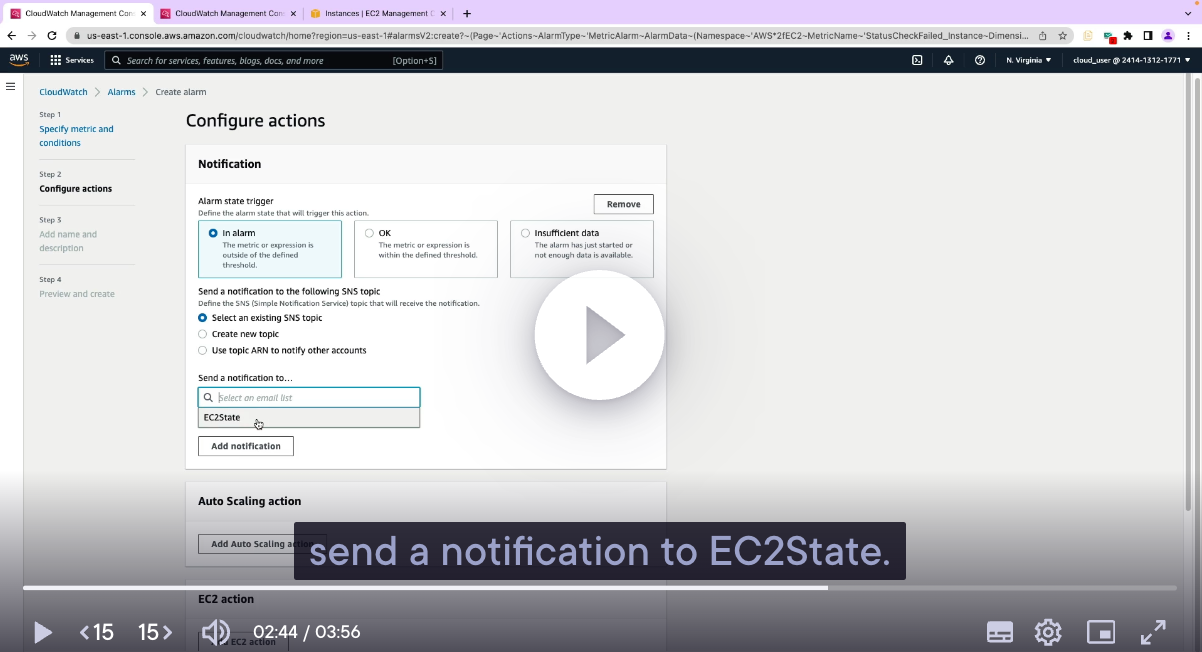 CloudWatch Management Con
CloudWatch Management Con
Instances | EC2 Management C
us-east-1.console.aws.amazon.com/cloudwatch/home?region=us-east-1#alarmsV2:create?~(Page~'Actions~AlarmType~'MetricAlarm~AlarmData~(Namespace~'AWS*2fEC2~MetricName~'StatusCheckFailed_Instance~Dimensi...
aws
Services
Search for services, features, blogs, docs, and more
[Option+S]
N. Virginia
cloud_user @ 2414-1312-1771
CloudWatch
Alarms
Create alarm
Step 1
Specify metric and
conditions
Step 2
Configure actions
Step 3
Add name and
description
Step 4
Preview and create
Configure actions
Notification
Alarm state trigger
Define the alarm state that will trigger this action.
Remove
In alarm
The metric or expression is
outside of the defined
threshold.
OK
The metric or expression is
within the defined threshold.
Insufficient data
The alarm has just started or
not enough data is available.
Send a notification to the following SNS topic
Define the SNS (Simple Notification Service) topic that will receive the notification.
Select an existing SNS topic
Create new topic
Use topic ARN to notify other accounts
Send a notification to...
Select an email list
EC2State
Add notification
Auto Scaling action
Add Auto Scaling action
send a notification to EC2State.
EC2 action
EC2 action
15
15
02:44 / 03:56